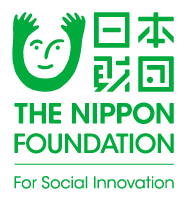 日本
財団
THE NIPPON
FOUNDATION
For Social Innovation